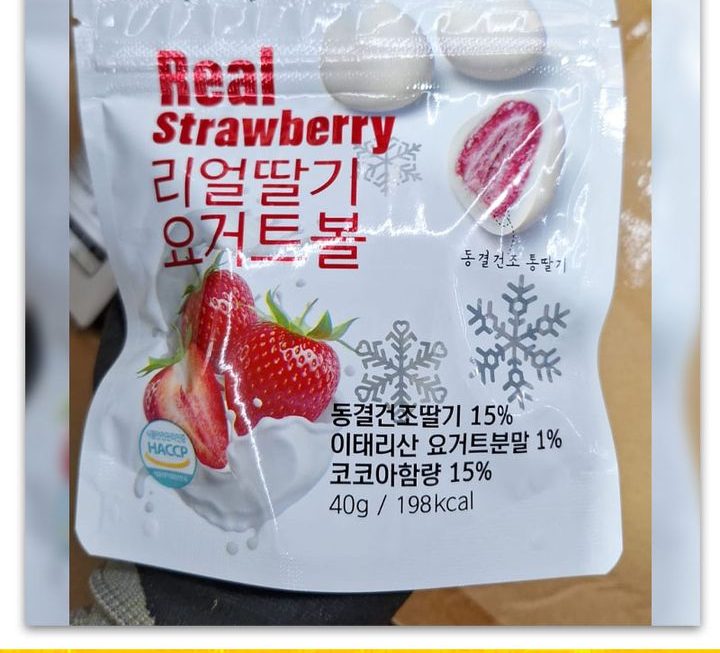 Real
Strawberry
리얼딸기
요거트볼
동결건조 통딸기
동결건조딸기 15%
이태리산 요거트분말 1%
코코아함량 15%
40g / 198kcal
HACCP